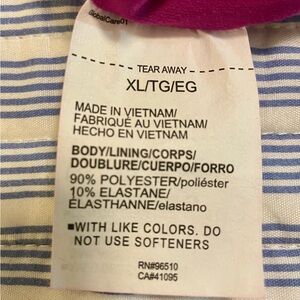 GlobalCare01
TEAR AWAY
XL/TG/EG
MADE IN VIETNAM/
FABRIQUÉ AU VIETNAM/
HECHO EN VIETNAM
BODY/LINING/CORPS/
DOUBLURE/CUERPO/FORRO
90% POLYESTER/poliéster
10% ELASTANE/
ÉLASTHANNE/elastano
■WITH LIKE COLORS. DO
NOT USE SOFTENERS
RN#96510
CA#41095